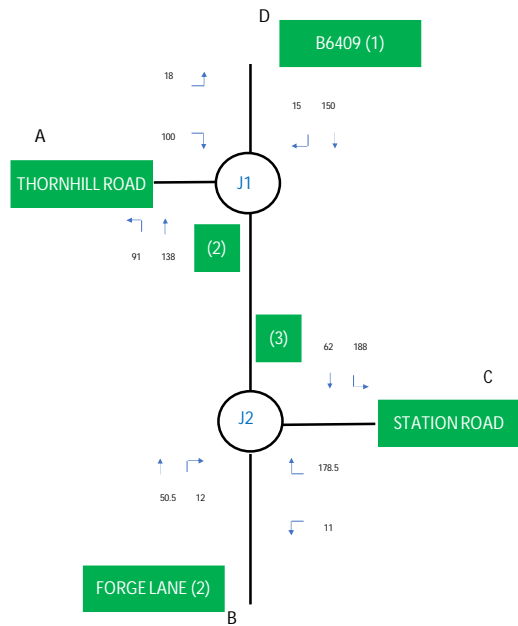 D
B6409 (1)
18
15 150
100
A
THORNHILL ROAD
J1
(2)
91 138
(3)
62 188
C
J2
STATION ROAD
178.5
50.5 12
11
FORGE LANE (2)
B